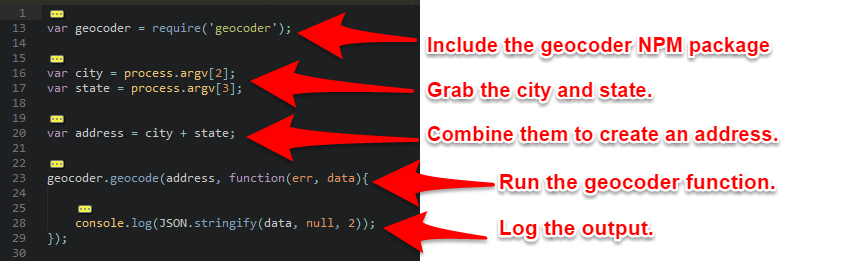 1
13 var geocoder = require('geocoder');
Include the geocoder NPM package
14
15
16 var city = process.argv[2];
Grab the city and state.
17 var state = process.argv[3];
18
19
20 var address = city + state;
Combine them to create an address.
21
22
23 geocoder.geocode(address, function(err, data){
Run the geocoder function.
24
25
28 console.log(JSON.stringify(data, null, 2));
Log the output.
29 });
30